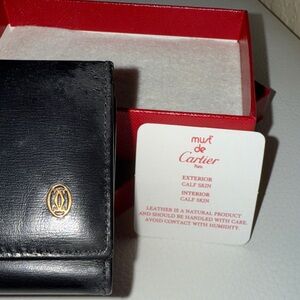 must
de
Cartier
Paris
EXTERIOR
CALF SKIN
INTERIOR
CALF SKIN
LEATHER IS A NATURAL PRODUCT
AND SHOULD BE HANDLED WITH CARE.
AVOID CONTACT WITH HUMIDITY.